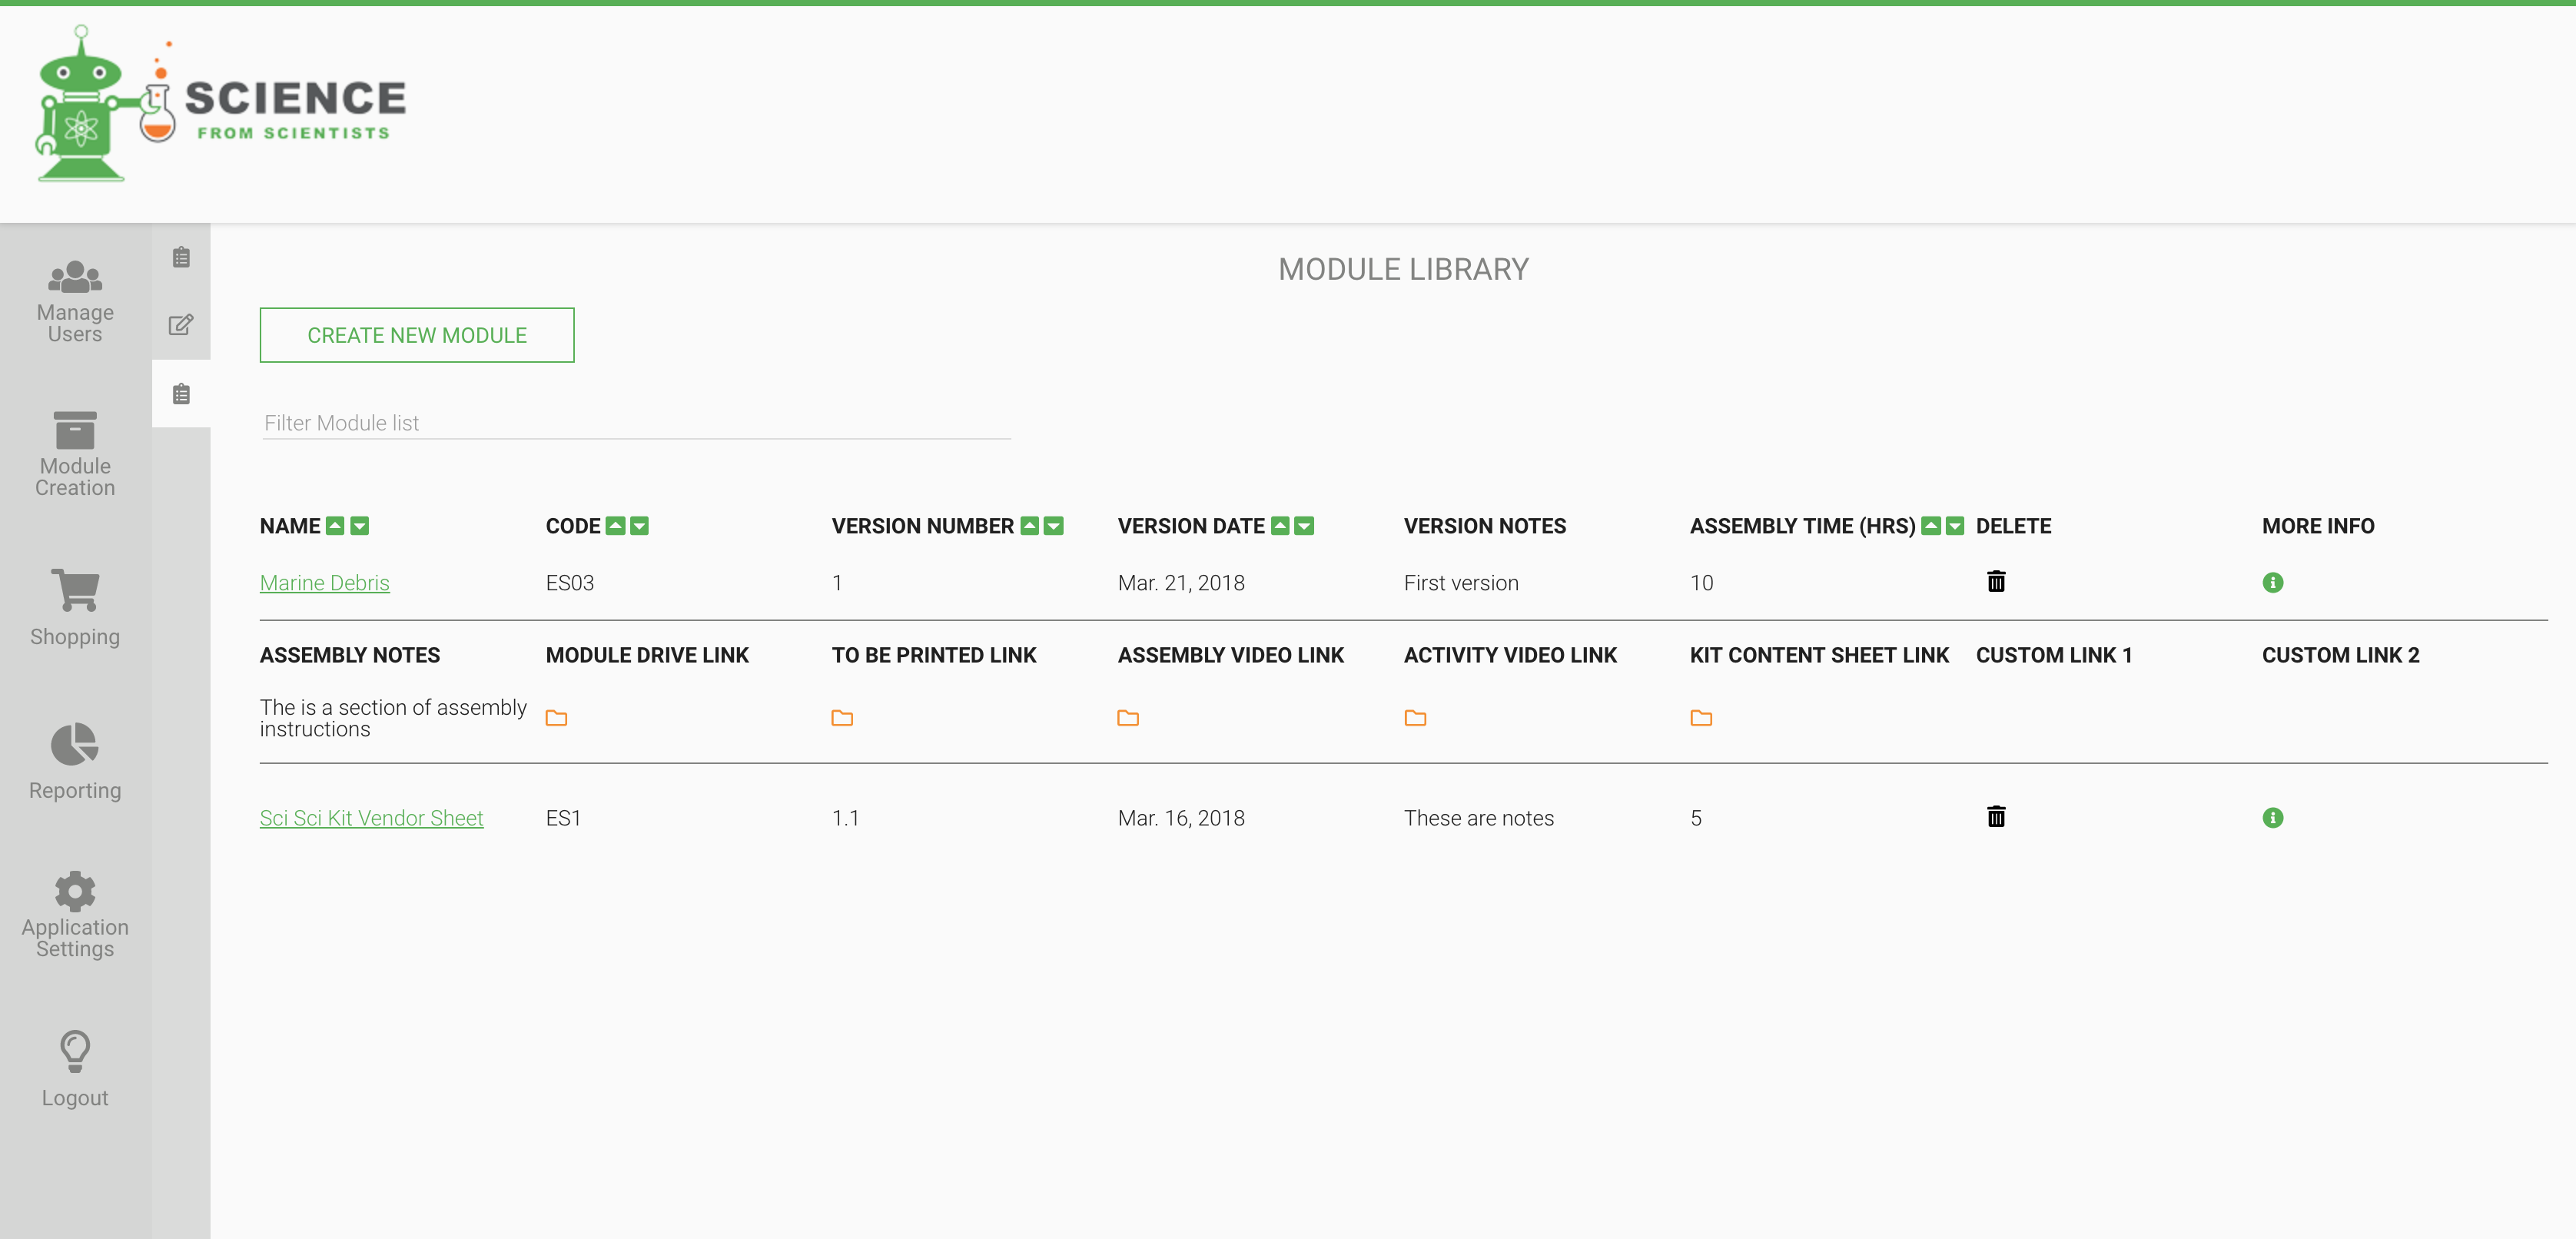 SCIENCE
FROM SCIENTISTS
Manage
Users
Module
Creation
Shopping
Reporting
Application
Settings
Logout
MODULE LIBRARY
CREATE NEW MODULE
Filter Module list
NAME CODE VERSION NUMBER VERSION DATE VERSION NOTES ASSEMBLY TIME (HRS) DELETE MORE INFO
Marine Debris ES03 1 Mar. 21, 2018 First version 10
ASSEMBLY NOTES MODULE DRIVE LINK TO BE PRINTED LINK ASSEMBLY VIDEO LINK ACTIVITY VIDEO LINK KIT CONTENT SHEET LINK CUSTOM LINK 1 CUSTOM LINK 2
The is a section of assembly
instructions
Sci Sci Kit Vendor Sheet ES1 1.1 Mar. 16, 2018 These are notes 5